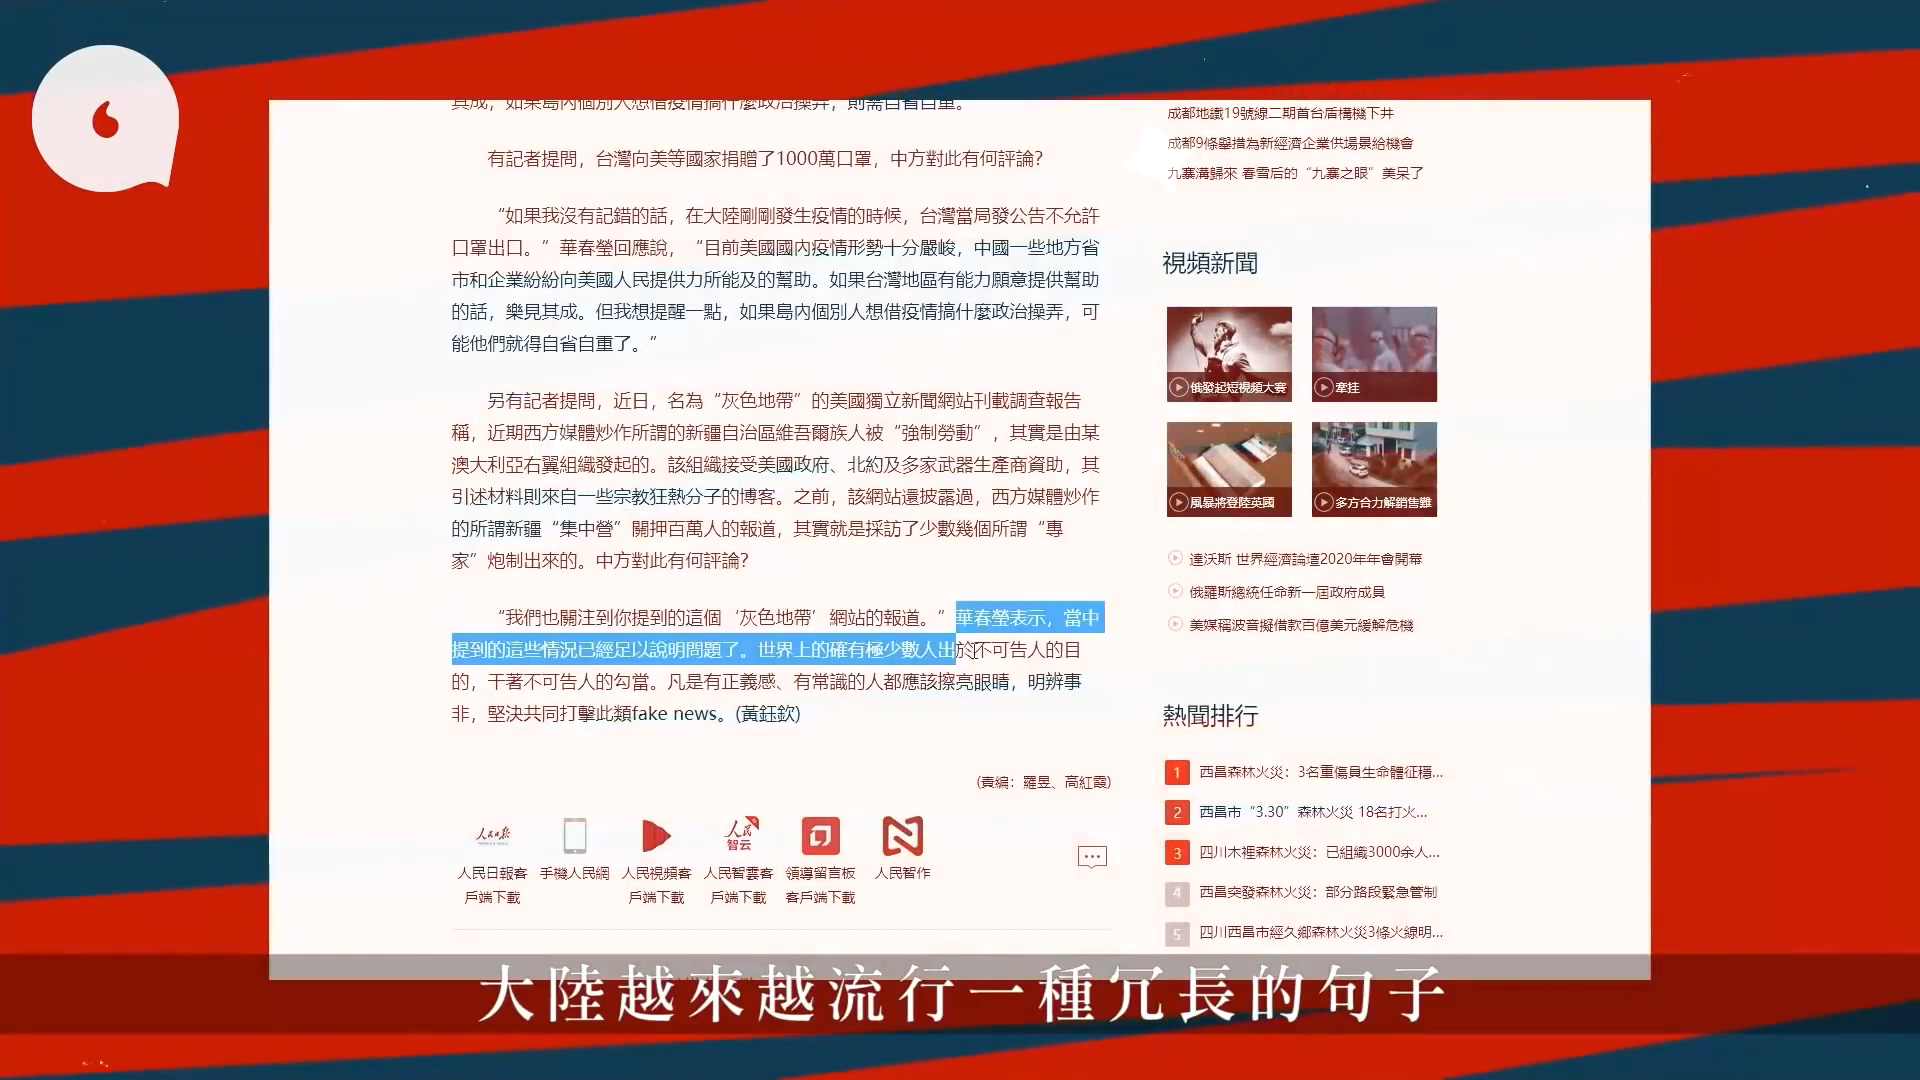 其成，如果島內個別人想借疫情搞什麼政治操弄，則需自省自重。
有記者提問，台灣向美等國家捐贈了1000萬口罩，中方對此有何評論？
“如果我沒有記錯的話，在大陸剛剛發生疫情的時候，台灣當局發公告不允許
口罩出口。”華春瑩回應說，“目前美國國內疫情形勢十分嚴峻，中國一些地方省
市和企業紛紛向美國人民提供力所能及的幫助。如果台灣地區有能力願意提供幫助
的話，樂見其成。但我想提醒一點，如果島內個別人想借疫情搞什麼政治操弄，可
能他們就得自省自重了。”
另有記者提問，近日，名為“灰色地帶”的美國獨立新聞網站刊載調查報告
稱，近期西方媒體炒作所謂的新疆自治區維吾爾族人被“強制勞動”，其實是由某
澳大利亞右翼組織發起的。該組織接受美國政府、北約及多家武器生產商資助，其
引述材料則來自一些宗教狂熱分子的博客。之前，該網站還披露過，西方媒體炒作
的所謂新疆“集中營”關押百萬人的報道，其實就是採訪了少數幾個所謂“專
家”炮制出來的。中方對此有何評論？
“我們也關注到你提到的這個‘灰色地帶’網站的報道。”華春瑩表示，當中
提到的這些情況已經足以說明問題了。世界上的確有極少數人出於不可告人的目
的，干著不可告人的勾當。凡是有正義感、有常識的人都應該擦亮眼睛，明辨事
非，堅決共同打擊此類fake news。(黃鈺欽)
(責編：羅昱、高紅霞)
人民日報
人民
智云
人民日報客
戶端下載
手機人民網
人民視頻客
戶端下載
人民智雲客
戶端下載
領導留言板
客戶端下載
人民智作
成都地鐵19號線二期首台盾構機下井
成都9條舉措為新經濟企業供場景給機會
九寨溝歸來 春雪后的“九寨之眼”美呆了
視頻新聞
俄發起短視頻大賽
牽挂
風暴將登陸英國
多方合力解銷售難
達沃斯 世界經濟論壇2020年年會開幕
俄羅斯總統任命新一屆政府成員
美媒稱波音擬借款百億美元緩解危機
熱聞排行
1 西昌森林火災：3名重傷員生命體征穩...
2 西昌市“3.30”森林火災 18名打火...
3 四川木裡森林火災：已組織3000余人...
4 西昌突發森林火災：部分路段緊急管制
5 四川西昌市經久鄉森林火災3條火線明...
大陸越來越流行一種冗長的句子